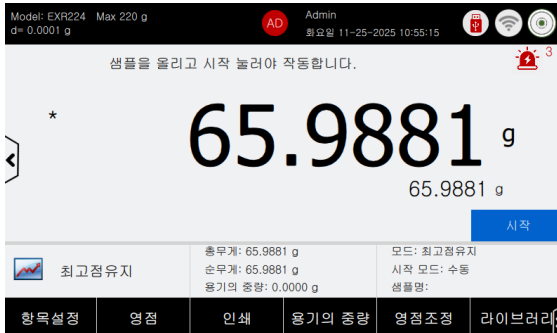 Model: EXR224 Max 220 g
d= 0.0001 g
AD
Admin
화요일 11-25-2025 10:55:15
3
샘플을 올리고 시작 눌러야 작동합니다.
*
65.9881 g
65.9881 g
시작
최고점유지
총무게: 65.9881 g
순무게: 65.9881 g
용기의 중량: 0.0000 g
모드: 최고점유지
시작 모드: 수동
샘플명:
항목설정
영점
인쇄
용기의 중량
영점조정
라이브러리